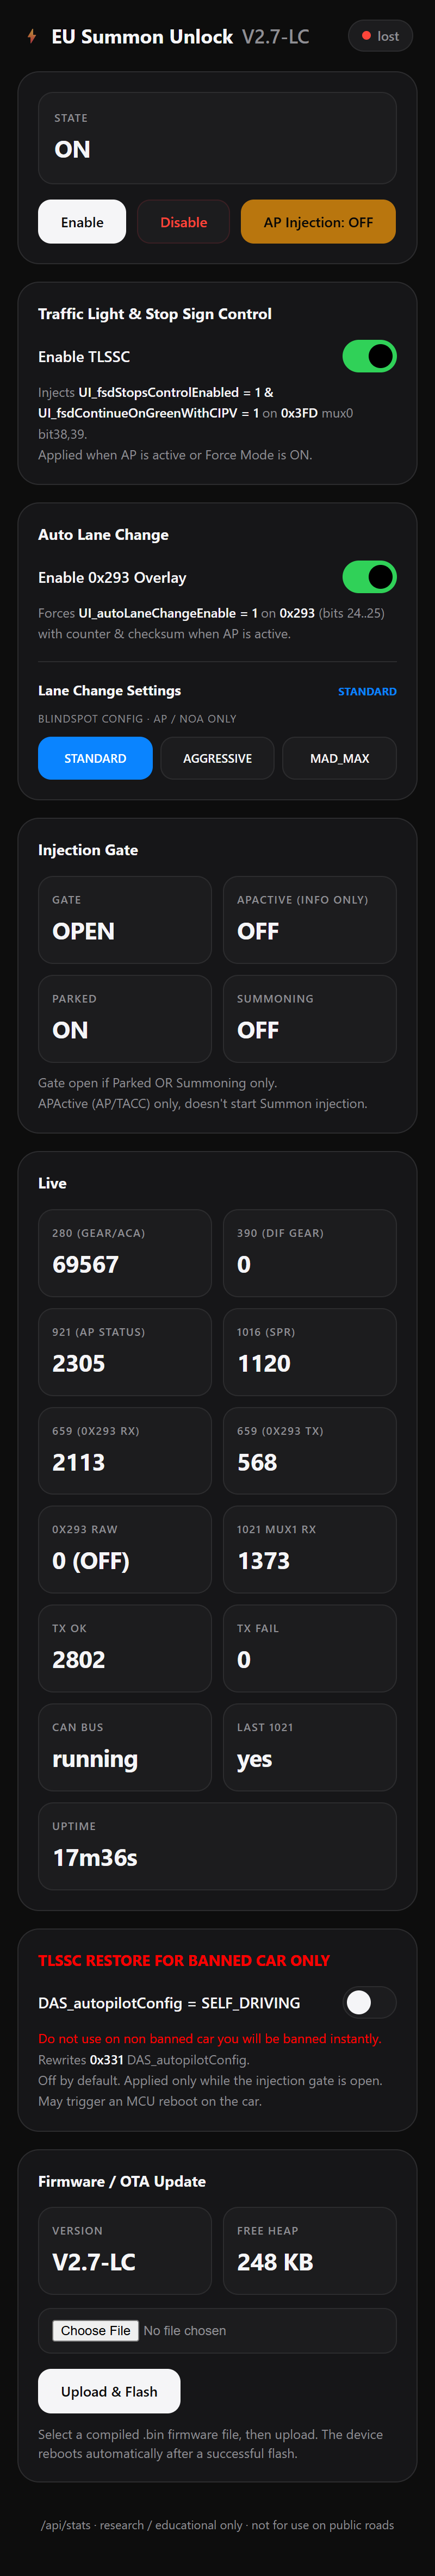 EU Summon Unlock V2.7-LC
lost
STATE
ON
Enable
Disable
AP Injection: OFF
Traffic Light & Stop Sign Control
Enable TLSSC
Injects UI_fsdStopsControlEnabled = 1 &
UI_fsdContinueOnGreenWithCIPV = 1 on 0x3FD mux0
bit38,39.
Applied when AP is active or Force Mode is ON.
Auto Lane Change
Enable 0x293 Overlay
Forces UI_autoLaneChangeEnable = 1 on 0x293 (bits 24..25)
with counter & checksum when AP is active.
Lane Change Settings
STANDARD
BLINDSPOT CONFIG · AP / NOA ONLY
STANDARD
AGGRESSIVE
MAD_MAX
Injection Gate
GATE
OPEN
APACTIVE (INFO ONLY)
OFF
PARKED
ON
SUMMONING
OFF
Gate open if Parked OR Summoning only.
APActive (AP/TACC) only, doesn't start Summon injection.
Live
280 (GEAR/ACA)
69567
390 (DIF GEAR)
0
921 (AP STATUS)
2305
1016 (SPR)
1120
659 (0X293 RX)
2113
659 (0X293 TX)
568
0X293 RAW
0 (OFF)
1021 MUX1 RX
1373
TX OK
2802
TX FAIL
0
CAN BUS
running
LAST 1021
yes
UPTIME
17m36s
TLSSC RESTORE FOR BANNED CAR ONLY
DAS_autopilotConfig = SELF_DRIVING
Do not use on non banned car you will be banned instantly.
Rewrites 0x331 DAS_autopilotConfig.
Off by default. Applied only while the injection gate is open.
May trigger an MCU reboot on the car.
Firmware / OTA Update
VERSION
V2.7-LC
FREE HEAP
248 KB
Choose File No file chosen
Upload & Flash
Select a compiled .bin firmware file, then upload. The device
reboots automatically after a successful flash.
/api/stats · research / educational only · not for use on public roads